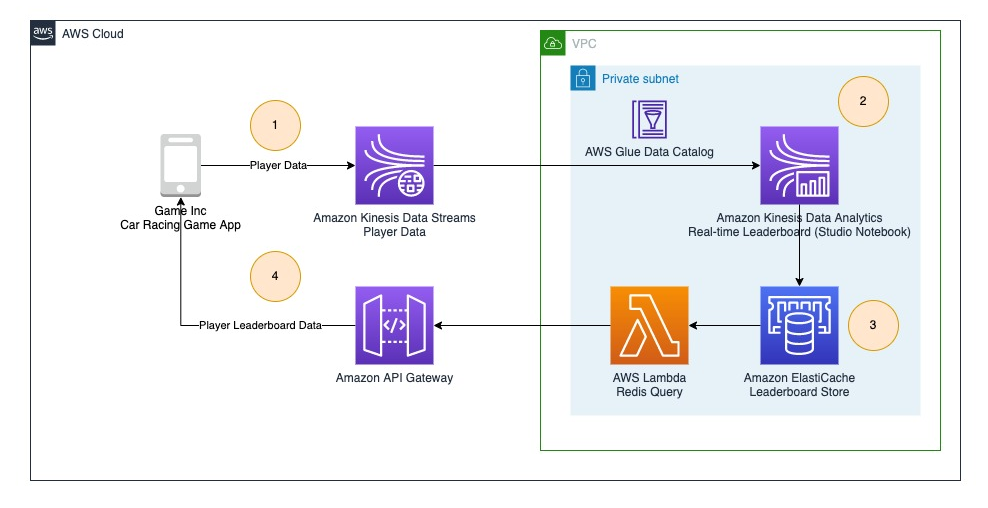 aws
AWS Cloud
VPC
Private subnet
1
2
AWS Glue Data Catalog
Player Data
Game Inc
Car Racing Game App
Amazon Kinesis Data Streams
Player Data
Amazon Kinesis Data Analytics
Real-time Leaderboard (Studio Notebook)
4
3
Player Leaderboard Data
Amazon API Gateway
AWS Lambda
Redis Query
Amazon ElastiCache
Leaderboard Store